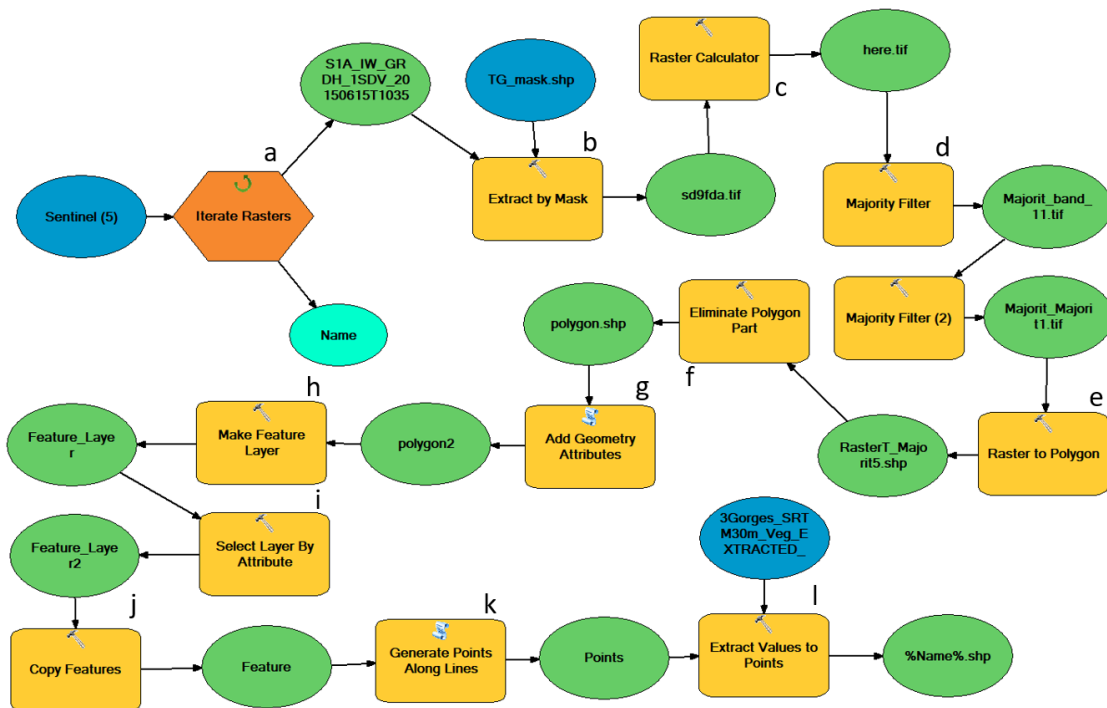 S1A_IW_GR
DH_1SDV_20
150615T1035
TG_mask.shp
Raster Calculator
here.tif
c
a
b
d
Sentinel (5)
Iterate Rasters
Extract by Mask
sd9fda.tif
Majority Filter
Majorit_band_
11.tif
Name
polygon.shp
Eliminate Polygon
Part
Majority Filter (2)
Majorit_Majori
t1.tif
f
g
h
e
Feature_Laye
r
Make Feature
Layer
polygon2
Add Geometry
Attributes
RasterT_Majo
rit5.shp
Raster to Polygon
i
Feature_Laye
r2
Select Layer By
Attribute
3Gorges_SRT
M30m_Veg_E
XTRACTED_
j
k
l
Copy Features
Feature
Generate Points
Along Lines
Points
Extract Values to
Points
%Name%.shp